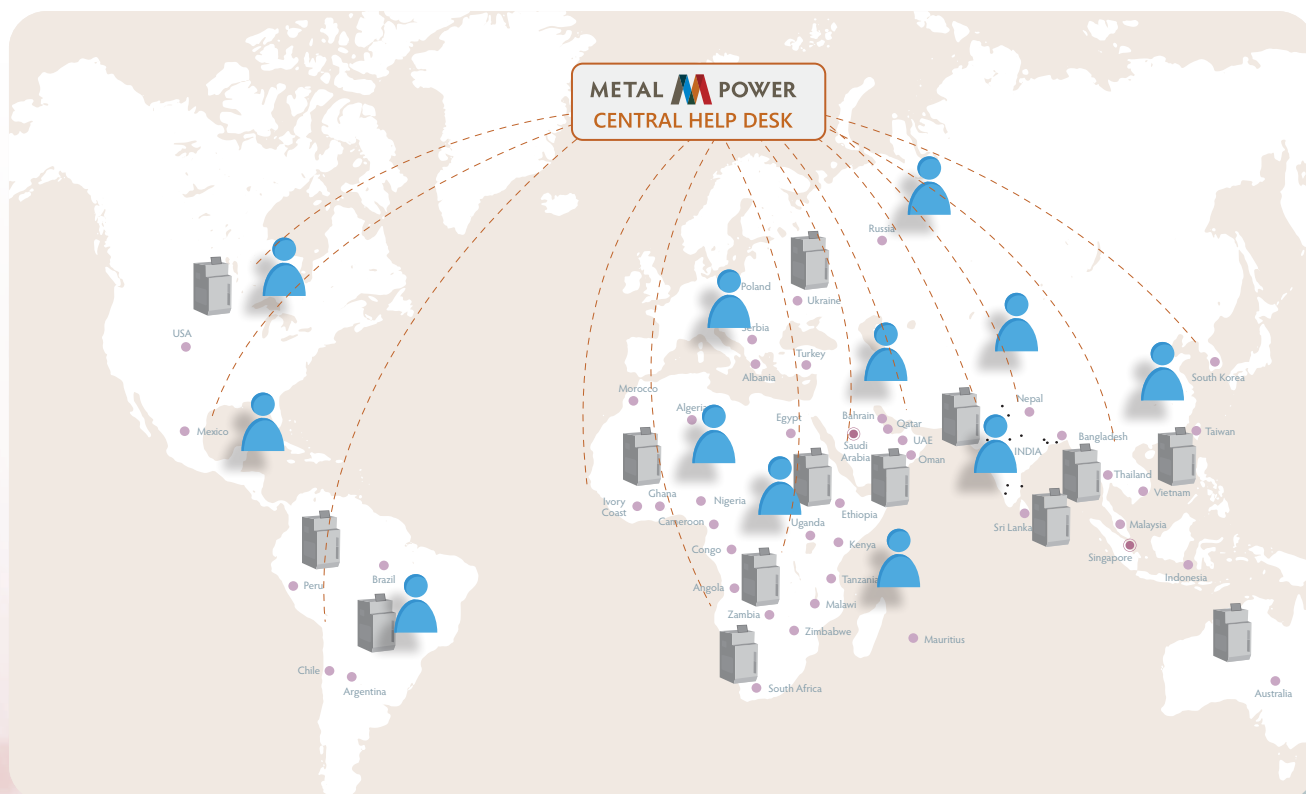 METAL POWER
CENTRAL HELP DESK
Russia
Poland
Ukraine
Serbia
USA
Turkey
Albania
South Korea
Morocco
Nepal
Algeria
Egypt
Bahrain
Qatar
Mexico
Taiwan
Bangladesh
UAE
Saudi
Arabia
INDIA
Oman
Thailand
Vietnam
Ghana
Ivory
Coast
Nigeria
Ethiopia
Cameroon
Uganda
Sri Lanka
Malaysia
Kenya
Congo
Singapore
Brazil
Tanzania
Indonesia
Peru
Angola
Malawi
Zambia
Zimbabwe
Mauritius
Chile
Argentina
South Africa
Australia